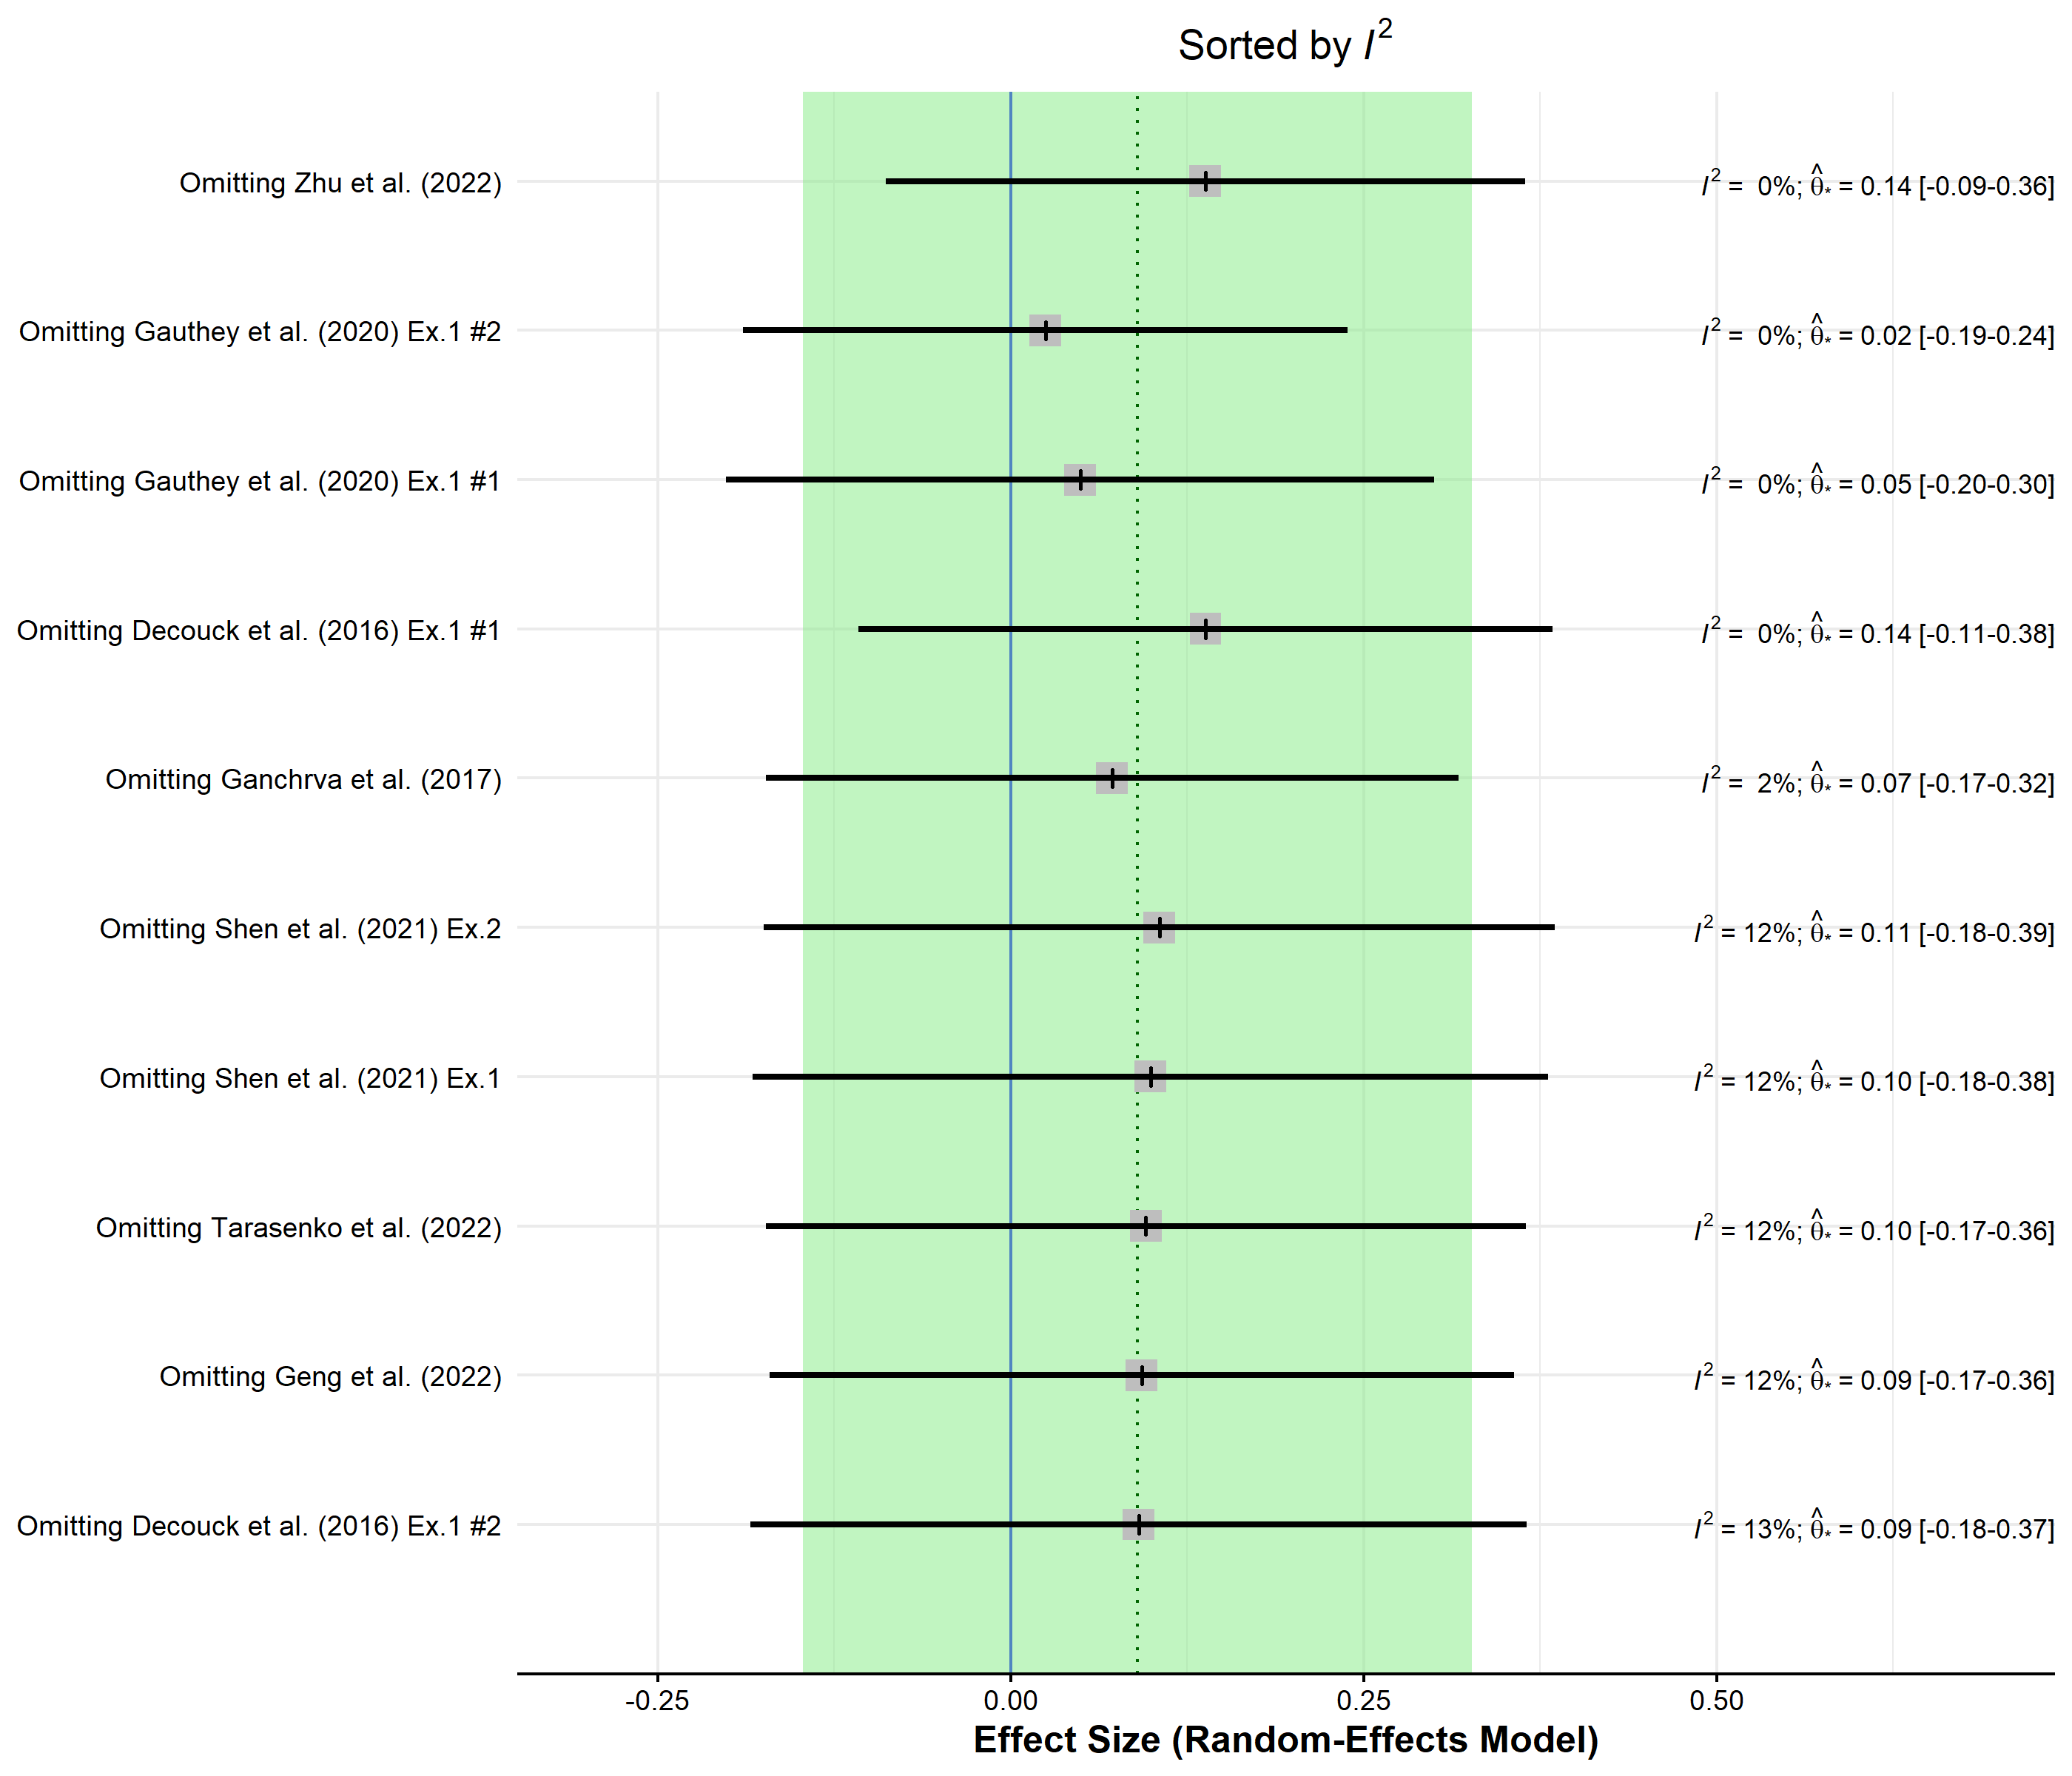 Sorted by I²
Omitting Zhu et al. (2022) I² = 0%; θ̂* = 0.14 [-0.09-0.36]
Omitting Gauthey et al. (2020) Ex.1 #2 I² = 0%; θ̂* = 0.02 [-0.19-0.24]
Omitting Gauthey et al. (2020) Ex.1 #1 I² = 0%; θ̂* = 0.05 [-0.20-0.30]
Omitting Decouck et al. (2016) Ex.1 #1 I² = 0%; θ̂* = 0.14 [-0.11-0.38]
Omitting Ganchrva et al. (2017) I² = 2%; θ̂* = 0.07 [-0.17-0.32]
Omitting Shen et al. (2021) Ex.2 I² = 12%; θ̂* = 0.11 [-0.18-0.39]
Omitting Shen et al. (2021) Ex.1 I² = 12%; θ̂* = 0.10 [-0.18-0.38]
Omitting Tarasenko et al. (2022) I² = 12%; θ̂* = 0.10 [-0.17-0.36]
Omitting Geng et al. (2022) I² = 12%; θ̂* = 0.09 [-0.17-0.36]
Omitting Decouck et al. (2016) Ex.1 #2 I² = 13%; θ̂* = 0.09 [-0.18-0.37]
-0.25 0.00 0.25 0.50
Effect Size (Random-Effects Model)